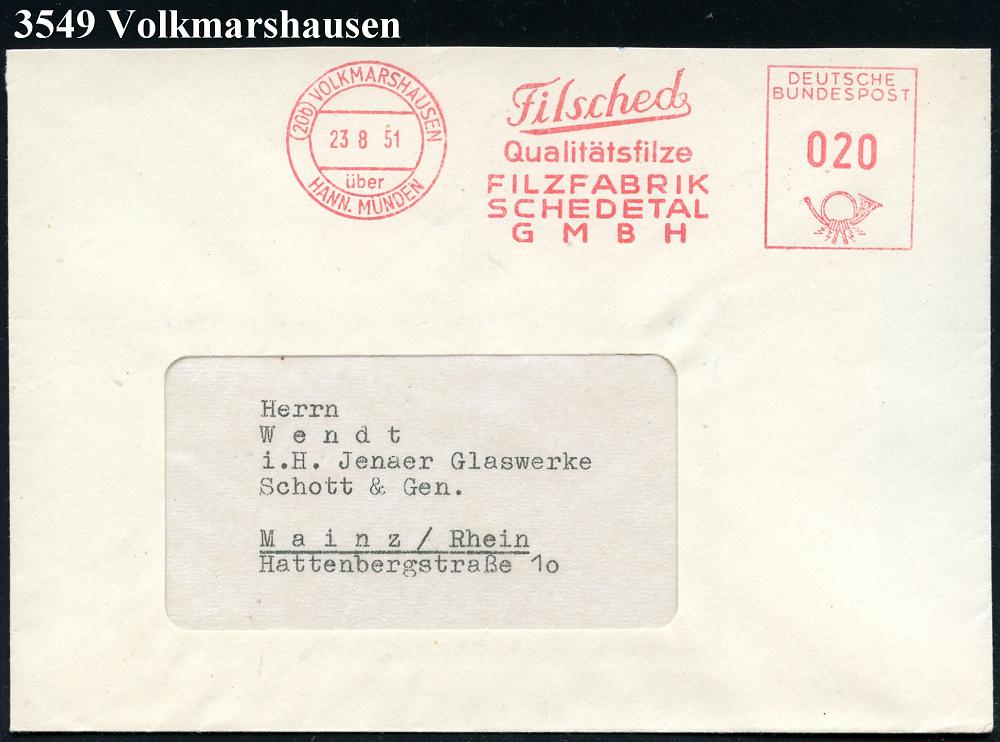 3549 Volkmarshausen
(20b) VOLKMARSHAUSEN
23 8 51
über
HANN. MÜNDEN
Filsched
Qualitätsfilze
FILZFABRIK
SCHEDETAL
G M B H
DEUTSCHE
BUNDESPOST
020
Herrn
W e n d t
i.H. Jenaer Glaswerke
Schott & Gen.
M a i n z / Rhein
Hattenbergstraße 1o